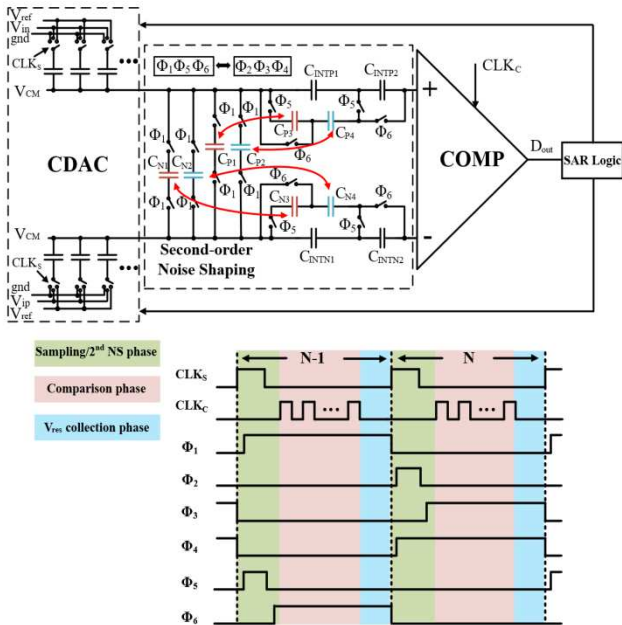 Vref
Vin
gnd
CLKS
VCM
CDAC
VCM
CLKS
gnd
Vip
Vref
Φ1Φ5Φ6
Φ2Φ3Φ4
CINTP1
CINTP2
Φ1
Φ1
Φ5
Φ5
Φ1
Φ1
CP3
CP4
Φ6
Φ6
CN1
CN2
CP1
CP2
Φ1
Φ1
Φ1
Φ1
Φ6
CN3
CN4
Φ6
Φ5
Φ5
CINTN1
CINTN2
Second-order
Noise Shaping
+
COMP
-
CLKC
Dout
SAR Logic
Sampling/2nd NS phase
Comparison phase
Vres collection phase
N-1
N
CLKS
CLKC
Φ1
Φ2
Φ3
Φ4
Φ5
Φ6